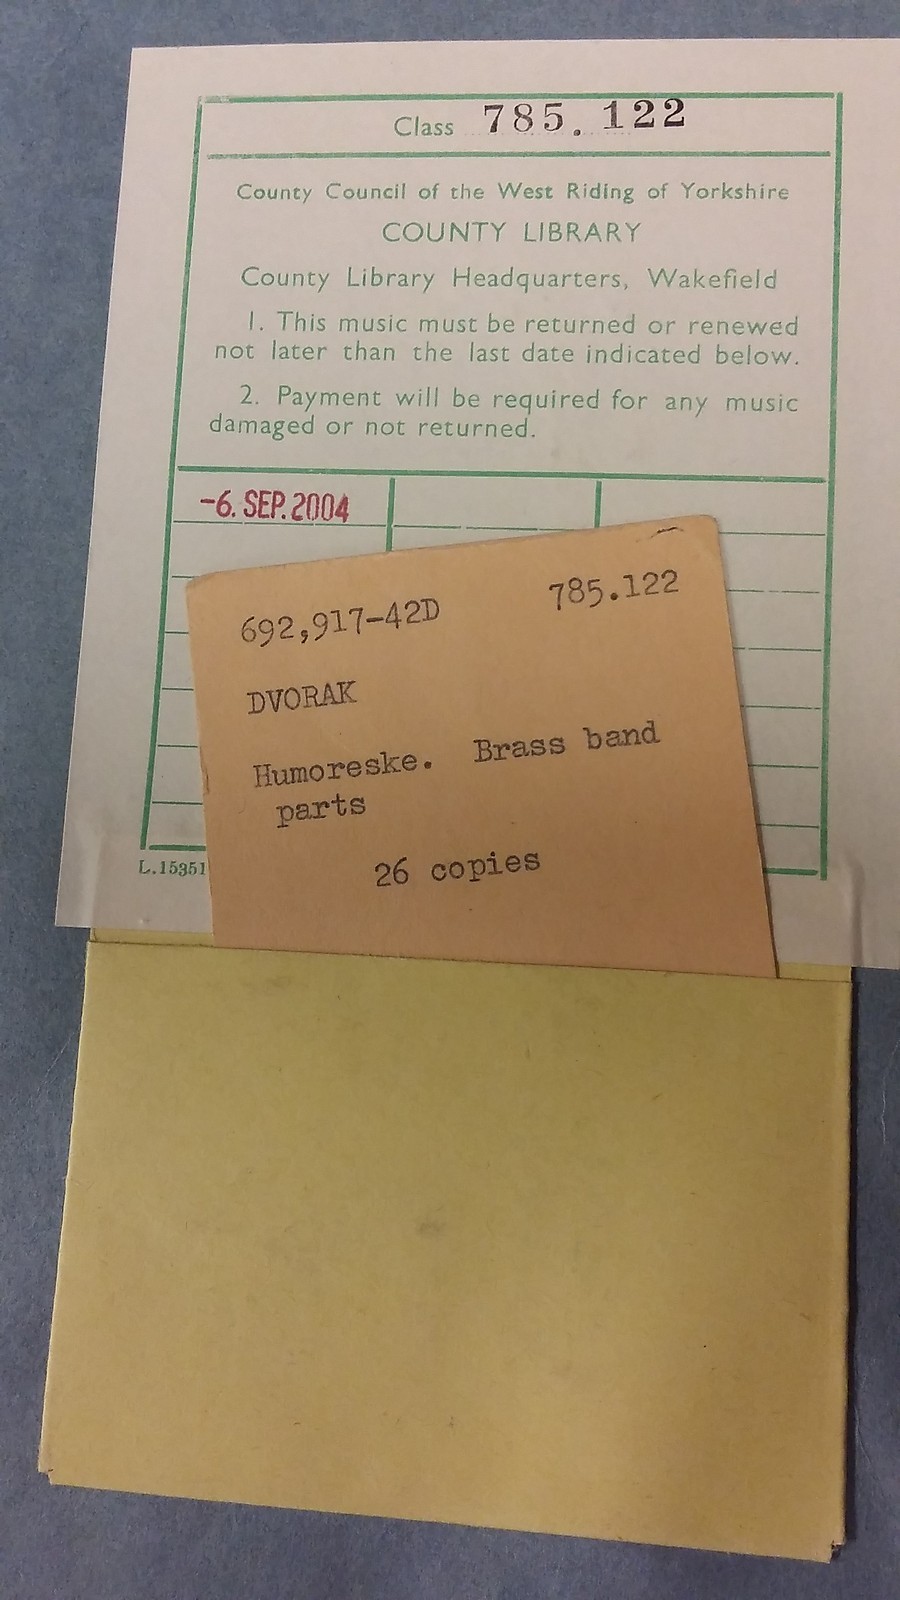 Class 785.122
County Council of the West Riding of Yorkshire
COUNTY LIBRARY
County Library Headquarters, Wakefield
1. This music must be returned or renewed
not later than the last date indicated below.
2. Payment will be required for any music
damaged or not returned.
-6. SEP. 2004
692,917-42D 785.122
DVORAK
Humoreske. Brass band
parts
26 copies
L.15351